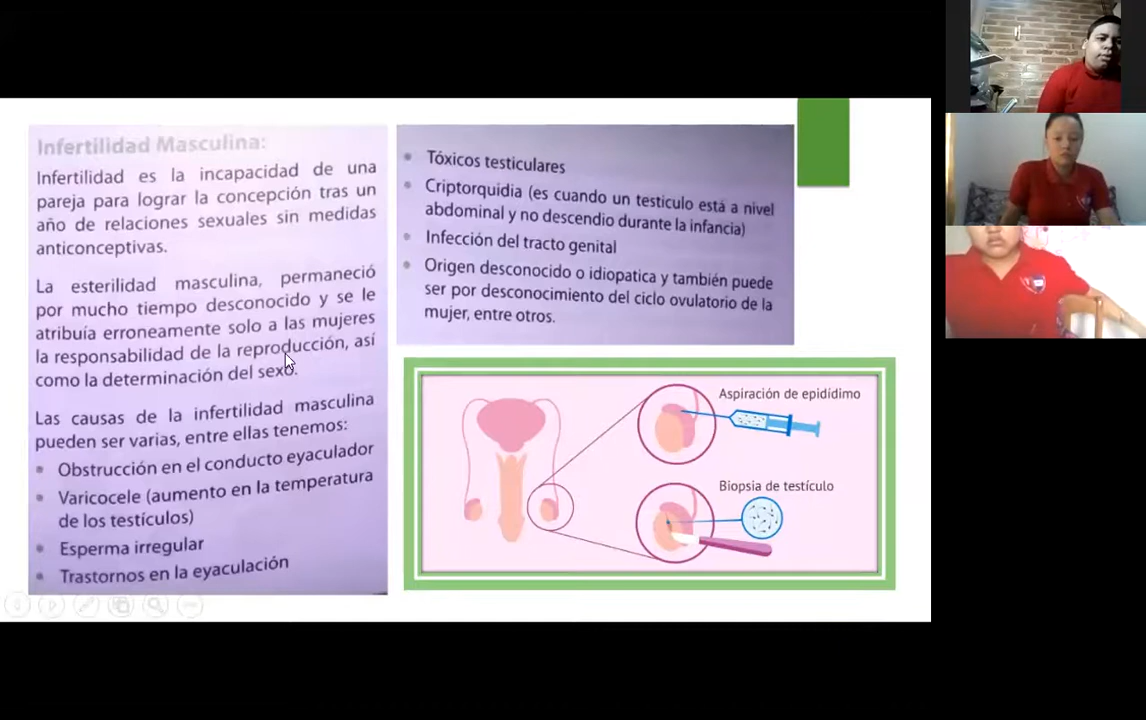 Infertilidad Masculina:
Infertilidad es la incapacidad de una
pareja para lograr la concepción tras un
año de relaciones sexuales sin medidas
anticonceptivas.
La esterilidad masculina, permaneció
por mucho tiempo desconocido y se le
atribuía erroneamente solo a las mujeres
la responsabilidad de la reproducción, así
como la determinación del sexo.
Las causas de la infertilidad masculina
pueden ser varias, entre ellas tenemos:
Obstrucción en el conducto eyaculador
Varicocele (aumento en la temperatura
de los testículos)
Esperma irregular
Trastornos en la eyaculación
Tóxicos testiculares
Criptorquidia (es cuando un testiculo está a nivel
abdominal y no descendio durante la infancia)
Infección del tracto genital
Origen desconocido o idiopatica y también puede
ser por desconocimiento del ciclo ovulatorio de la
mujer, entre otros.
Aspiración de epidídimo
Biopsia de testículo